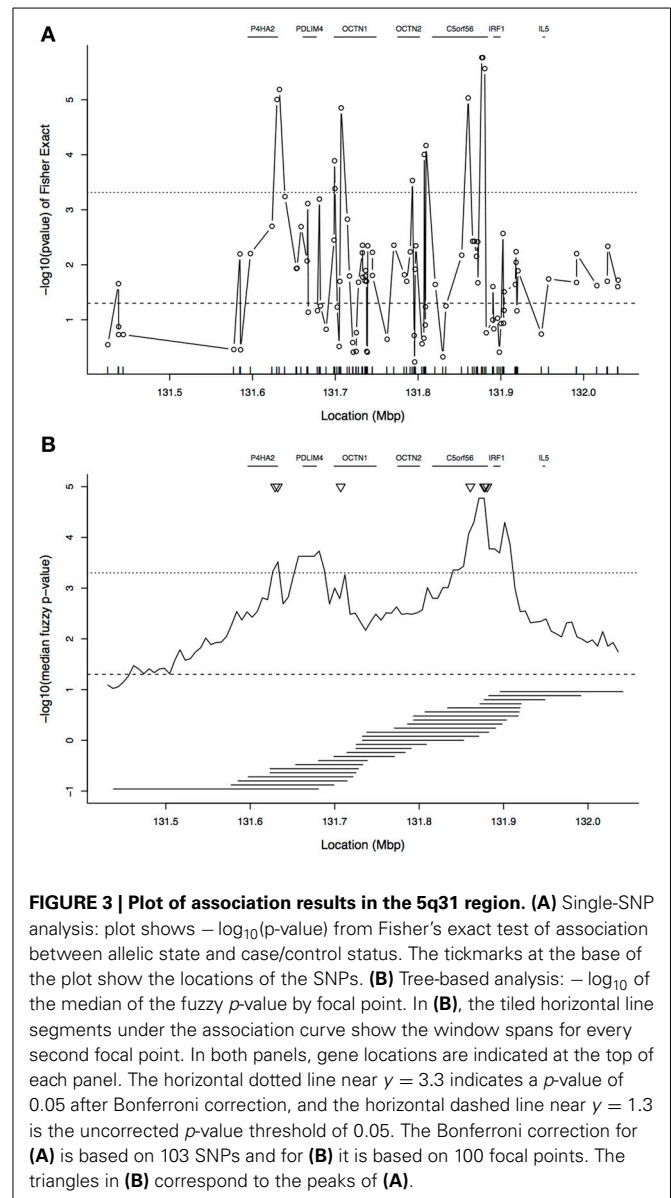 A
P4HA2 PDLIM4 OCTN1 OCTN2 C5orf56 IRF1 IL5
−log10(pvalue) of Fisher Exact
5
4
3
2
1
131.5 131.6 131.7 131.8 131.9 132.0
Location (Mbp)
B
P4HA2 PDLIM4 OCTN1 OCTN2 C5orf56 IRF1 IL5
−log10(median fuzzy p-value)
5
4
3
2
1
0
−1
131.5 131.6 131.7 131.8 131.9 132.0
Location (Mbp)
FIGURE 3 | Plot of association results in the 5q31 region. (A) Single-SNP
analysis: plot shows − log10(p-value) from Fisher's exact test of association
between allelic state and case/control status. The tickmarks at the base of
the plot show the locations of the SNPs. (B) Tree-based analysis: − log10 of
the median of the fuzzy p-value by focal point. In (B), the tiled horizontal line
segments under the association curve show the window spans for every
second focal point. In both panels, gene locations are indicated at the top of
each panel. The horizontal dotted line near y = 3.3 indicates a p-value of
0.05 after Bonferroni correction, and the horizontal dashed line near y = 1.3
is the uncorrected p-value threshold of 0.05. The Bonferroni correction for
(A) is based on 103 SNPs and for (B) it is based on 100 focal points. The
triangles in (B) correspond to the peaks of (A).